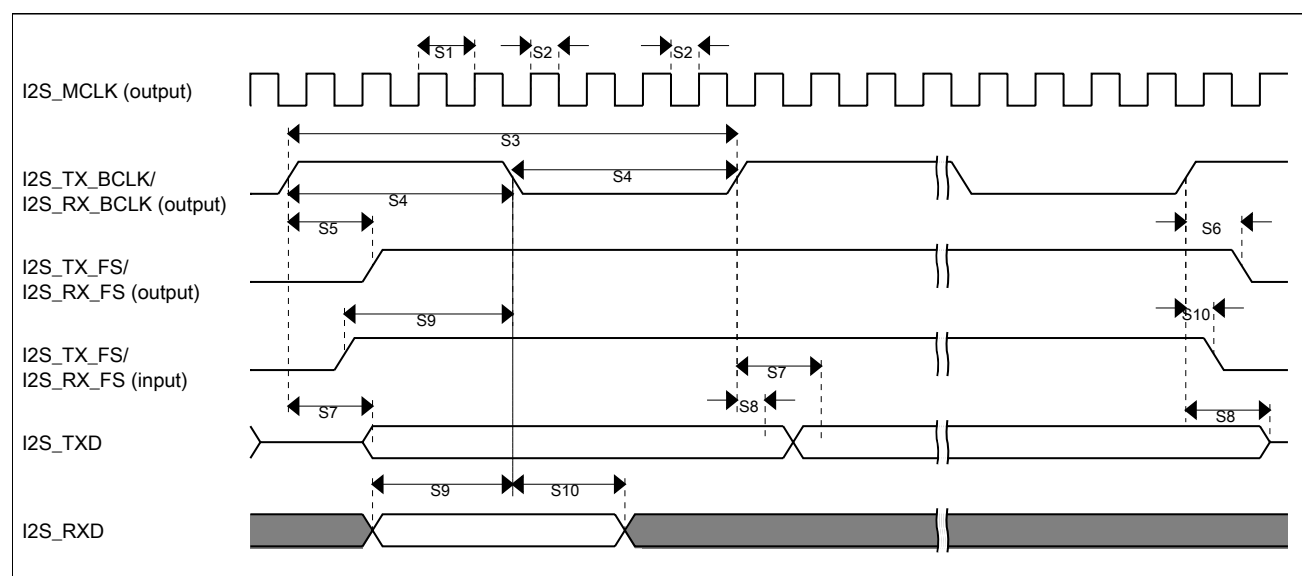 S1
S2
S2
I2S_MCLK (output)
S3
I2S_TX_BCLK/
I2S_RX_BCLK (output)
S4
S4
S5
S6
I2S_TX_FS/
I2S_RX_FS (output)
S9
S10
I2S_TX_FS/
I2S_RX_FS (input)
S7
S7
S8
S8
I2S_TXD
S9
S10
I2S_RXD